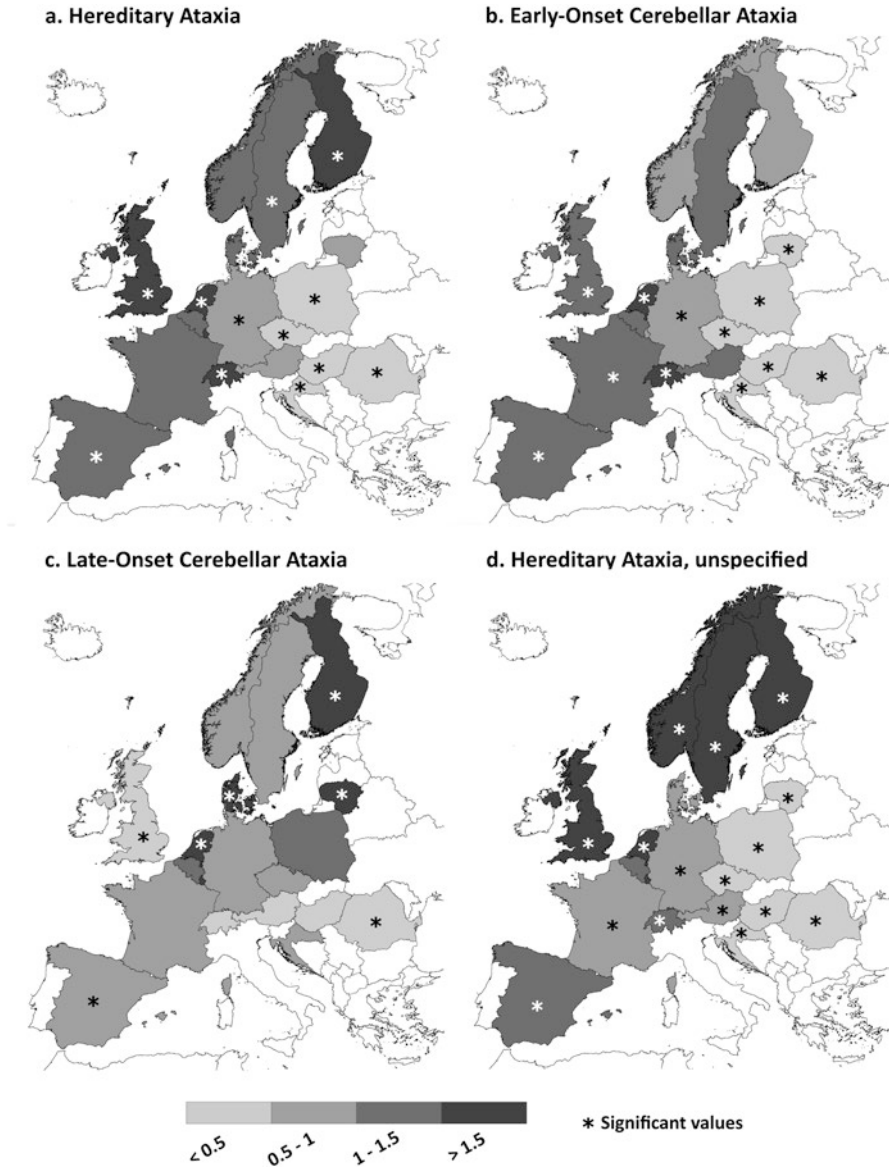 a. Hereditary Ataxia
b. Early-Onset Cerebellar Ataxia
c. Late-Onset Cerebellar Ataxia
d. Hereditary Ataxia, unspecified
< 0.5
0.5 - 1
1 - 1.5
> 1.5
* Significant values